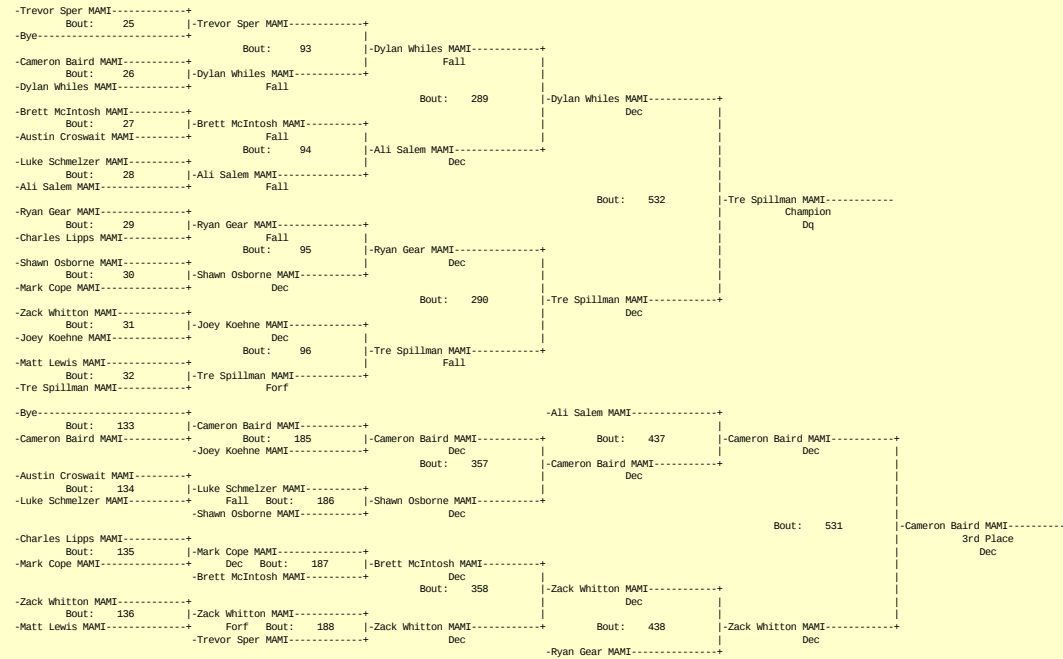 -Trevor Sper MAMI-------------+
Bout: 25 |-Trevor Sper MAMI-------------+
-Bye--------------------------+ |
Bout: 93 |-Dylan Whiles MAMI------------+
-Cameron Baird MAMI-----------+ | Fall |
Bout: 26 |-Dylan Whiles MAMI------------+ |
-Dylan Whiles MAMI------------+ Fall |
Bout: 289 |-Dylan Whiles MAMI------------+
-Brett McIntosh MAMI----------+ | Dec |
Bout: 27 |-Brett McIntosh MAMI----------+ | |
-Austin Croswait MAMI---------+ Fall | | |
Bout: 94 |-Ali Salem MAMI---------------+ |
-Luke Schmelzer MAMI----------+ | Dec |
Bout: 28 |-Ali Salem MAMI---------------+ |
-Ali Salem MAMI---------------+ Fall |
Bout: 532 |-Tre Spillman MAMI------------
-Ryan Gear MAMI---------------+ | Champion
Bout: 29 |-Ryan Gear MAMI---------------+ | Dq
-Charles Lipps MAMI-----------+ Fall | |
Bout: 95 |-Ryan Gear MAMI---------------+ |
-Shawn Osborne MAMI-----------+ | Dec | |
Bout: 30 |-Shawn Osborne MAMI-----------+ | |
-Mark Cope MAMI---------------+ Dec | |
Bout: 290 |-Tre Spillman MAMI------------+
-Zack Whitton MAMI------------+ | Dec
Bout: 31 |-Joey Koehne MAMI-------------+ |
-Joey Koehne MAMI-------------+ Dec | |
Bout: 96 |-Tre Spillman MAMI------------+
-Matt Lewis MAMI--------------+ | Fall
Bout: 32 |-Tre Spillman MAMI------------+
-Tre Spillman MAMI------------+ Forf
-Bye--------------------------+ -Ali Salem MAMI---------------+
Bout: 133 |-Cameron Baird MAMI-----------+ |
-Cameron Baird MAMI-----------+ Bout: 185 |-Cameron Baird MAMI-----------+ Bout: 437 |-Cameron Baird MAMI-----------+
-Joey Koehne MAMI-------------+ Dec | | Dec |
Bout: 357 |-Cameron Baird MAMI-----------+ |
-Austin Croswait MAMI---------+ | Dec |
Bout: 134 |-Luke Schmelzer MAMI----------+ | |
-Luke Schmelzer MAMI----------+ Fall Bout: 186 |-Shawn Osborne MAMI-----------+ |
-Shawn Osborne MAMI-----------+ Dec |
Bout: 531 |-Cameron Baird MAMI-----------
-Charles Lipps MAMI-----------+ | 3rd Place
Bout: 135 |-Mark Cope MAMI---------------+ | Dec
-Mark Cope MAMI---------------+ Dec Bout: 187 |-Brett McIntosh MAMI----------+ |
-Brett McIntosh MAMI----------+ Dec | |
Bout: 358 |-Zack Whitton MAMI------------+ |
-Zack Whitton MAMI------------+ | Dec | |
Bout: 136 |-Zack Whitton MAMI------------+ | | |
-Matt Lewis MAMI--------------+ Forf Bout: 188 |-Zack Whitton MAMI------------+ Bout: 438 |-Zack Whitton MAMI------------+
-Trevor Sper MAMI-------------+ Dec | Dec
-Ryan Gear MAMI---------------+